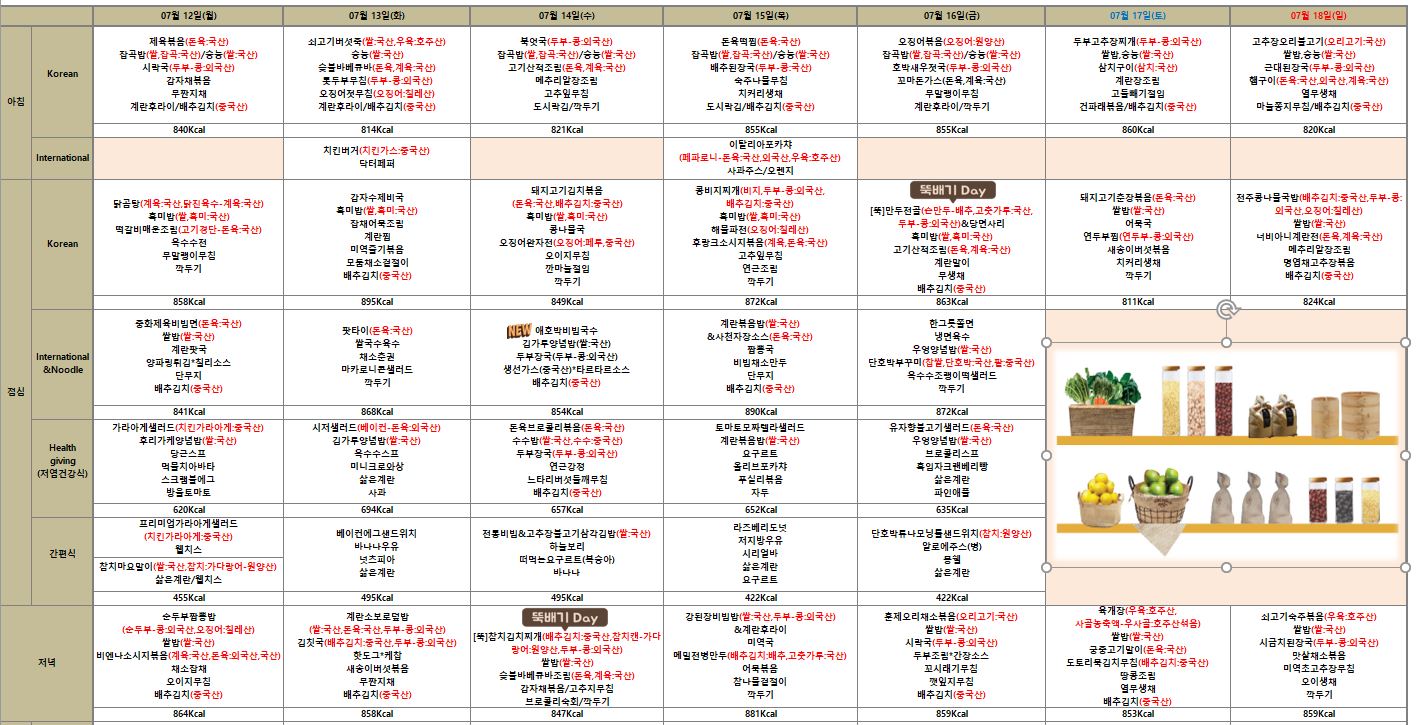 07월 12일(월) 07월 13일(화) 07월 14일(수) 07월 15일(목) 07월 16일(금) 07월 17일(토) 07월 18일(일)
아침
Korean
제육볶음(돈육:국산)
잡곡밥(쌀,잡곡:국산)/숭늉(쌀:국산)
시락국(두부-콩:외국산)
감자채볶음
무짠지채
계란후라이/배추김치(중국산)
840Kcal
쇠고기버섯죽(쌀:국산,우육:호주산)
숭늉(쌀:국산)
숯불바베큐바(돈육,계육:국산)
톳두부무침(두부-콩:외국산)
오징어젓무침(오징어:칠레산)
계란후라이/배추김치(중국산)
814Kcal
북엇국(두부-콩:외국산)
잡곡밥(쌀,잡곡:국산)/숭늉(쌀:국산)
고기산적조림(돈육,계육:국산)
메추리알장조림
고추잎무침
도시락김/깍두기
821Kcal
돈육떡찜(돈육:국산)
잡곡밥(쌀,잡곡:국산)/숭늉(쌀:국산)
배추된장국(두부-콩:외국산)
숙주나물무침
치커리생채
도시락김/배추김치(중국산)
855Kcal
오징어볶음(오징어:원양산)
잡곡밥(쌀,잡곡:국산)/숭늉(쌀:국산)
호박새우젓국(두부-콩:외국산)
꼬마돈가스(돈육,계육:국산)
무말랭이무침
계란후라이/깍두기
855Kcal
두부고추장찌개(두부-콩:외국산)
쌀밥,숭늉(쌀:국산)
삼치구이(삼치:국산)
계란장조림
고들빼기절임
건파래볶음/배추김치(중국산)
860Kcal
고추장오리불고기(오리고기:국산)
쌀밥,숭늉(쌀:국산)
근대된장국(두부-콩:외국산)
햄구이(돈육:국산,외국산,계육:국산)
열무생채
마늘쫑지무침/배추김치(중국산)
820Kcal
International
치킨버거(치킨가스:중국산)
닥터페퍼
이탈리아포카챠
(페파로니-돈육:국산,외국산,우육:호주산)
사과주스/오렌지
점심
Korean
닭곰탕(계육:국산,닭진육수-계육:국산)
흑미밥(쌀,흑미:국산)
떡갈비매운조림(고기경단-돈육:국산)
옥수수전
무말랭이무침
깍두기
858Kcal
감자수제비국
흑미밥(쌀,흑미:국산)
잡채어묵조림
계란찜
미역줄기볶음
모둠채소겉절이
배추김치(중국산)
895Kcal
돼지고기김치볶음
(돈육:국산,배추김치:중국산)
흑미밥(쌀,흑미:국산)
콩나물국
오징어완자전(오징어:페루,중국산)
오이지무침
깐마늘절임
깍두기
849Kcal
콩비지찌개(비지,두부-콩:외국산,
배추김치:중국산)
흑미밥(쌀,흑미:국산)
해물파전(오징어:칠레산)
후랑크소시지볶음(계육,돈육:국산)
고추잎무침
연근조림
깍두기
872Kcal
뚝배기 Day
[뚝]만두전골(손만두-배추,고춧가루:국산,
두부-콩:외국산)&당면사리
흑미밥(쌀,흑미:국산)
고기산적조림(돈육,계육:국산)
계란말이
무생채
배추김치(중국산)
863Kcal
돼지고기춘장볶음(돈육:국산)
쌀밥(쌀:국산)
어묵국
연두부찜(연두부-콩:외국산)
새송이버섯볶음
치커리생채
깍두기
811Kcal
전주콩나물국밥(배추김치:중국산,두부-콩:
외국산,오징어:칠레산)
쌀밥(쌀:국산)
너비아니계란전(돈육,계육:국산)
메추리알장조림
명엽채고추장볶음
배추김치(중국산)
824Kcal
International
&Noodle
중화제육비빔면(돈육:국산)
쌀밥(쌀:국산)
계란팟국
양파링튀김*칠리소스
단무지
배추김치(중국산)
841Kcal
팟타이(돈육:국산)
쌀국수육수
채소춘권
마카로니콘샐러드
깍두기
868Kcal
NEW 애호박비빔국수
김가루양념밥(쌀:국산)
두부장국(두부-콩:외국산)
생선가스(중국산)*타르타르소스
배추김치(중국산)
854Kcal
계란볶음밥(쌀:국산)
&사천자장소스(돈육:국산)
짬뽕국
비빔채소만두
단무지
배추김치(중국산)
890Kcal
한그릇쫄면
냉면육수
우엉양념밥(쌀:국산)
단호박부꾸미(찹쌀,단호박:국산,팥:중국산)
옥수수조랭이떡샐러드
깍두기
872Kcal
Health
giving
(저염건강식)
가라아게샐러드(치킨가라아게:중국산)
후리가케양념밥(쌀:국산)
당근스프
먹물치아바타
스크램블에그
방울토마토
620Kcal
시저샐러드(베이컨-돈육:외국산)
김가루양념밥(쌀:국산)
옥수수스프
미니크로와상
삶은계란
사과
694Kcal
돈육브로콜리볶음(돈육:국산)
수수밥(쌀:국산,수수:중국산)
두부장국(두부-콩:외국산)
연근강정
느타리버섯들깨무침
배추김치(중국산)
657Kcal
토마토모짜렐라샐러드
계란볶음밥(쌀:국산)
요구르트
올리브포카챠
푸실리볶음
자두
652Kcal
유자향불고기샐러드(돈육:국산)
우엉양념밥(쌀:국산)
브로콜리스프
흑임자크랜베리빵
삶은계란
파인애플
635Kcal
간편식
프리미엄가라아게샐러드
(치킨가라아게:중국산)
웰치스
참치마요말이(쌀:국산,참치:가다랑어-원양산)
삶은계란/웰치스
455Kcal
베이컨에그샌드위치
바나나우유
넛츠피아
삶은계란
495Kcal
전통비빔&고추장불고기삼각김밥(쌀:국산)
하늘보리
떠먹는요구르트(복숭아)
바나나
495Kcal
라즈베리도넛
저지방우유
시리얼바
삶은계란
요구르트
422Kcal
단호박튜나모닝롤샌드위치(참치:원양산)
알로에주스(병)
몽쉘
삶은계란
422Kcal
저녁
순두부짬뽕밥
(순두부-콩:외국산,오징어:칠레산)
쌀밥(쌀:국산)
비엔나소시지볶음(계육:국산,돈육:외국산,국산)
채소잡채
오이지무침
배추김치(중국산)
864Kcal
계란소보로덮밥
(쌀:국산,돈육:국산,두부-콩:외국산)
김칫국(배추김치:중국산,두부-콩:외국산)
핫도그*케찹
새송이버섯볶음
무짠지채
배추김치(중국산)
858Kcal
뚝배기 Day
[뚝]참치김치찌개(배추김치:중국산,참치캔-가다
랑어:원양산,두부-콩:외국산)
쌀밥(쌀:국산)
숯불바베큐바조림(돈육,계육:국산)
감자채볶음/고추지무침
브로콜리숙회/깍두기
847Kcal
강된장비빔밥(쌀:국산,두부-콩:외국산)
&계란후라이
미역국
메밀전병만두(배추김치:배추,고춧가루:국산)
어묵볶음
참나물겉절이
깍두기
881Kcal
훈제오리채소볶음(오리고기:국산)
쌀밥(쌀:국산)
시락국(두부-콩:외국산)
두부조림*간장소스
꼬시래기무침
깻잎지무침
배추김치(중국산)
859Kcal
육개장(우육:호주산,
사골농축액-우사골:호주산섞음)
쌀밥(쌀:국산)
궁중고기말이(돈육:국산)
도토리묵김치무침(배추김치:중국산)
땅콩조림
열무생채
배추김치(중국산)
853Kcal
쇠고기숙주볶음(우육:호주산)
쌀밥(쌀:국산)
시금치된장국(두부-콩:외국산)
맛살채소볶음
미역초고추장무침
오이생채
깍두기
859Kcal